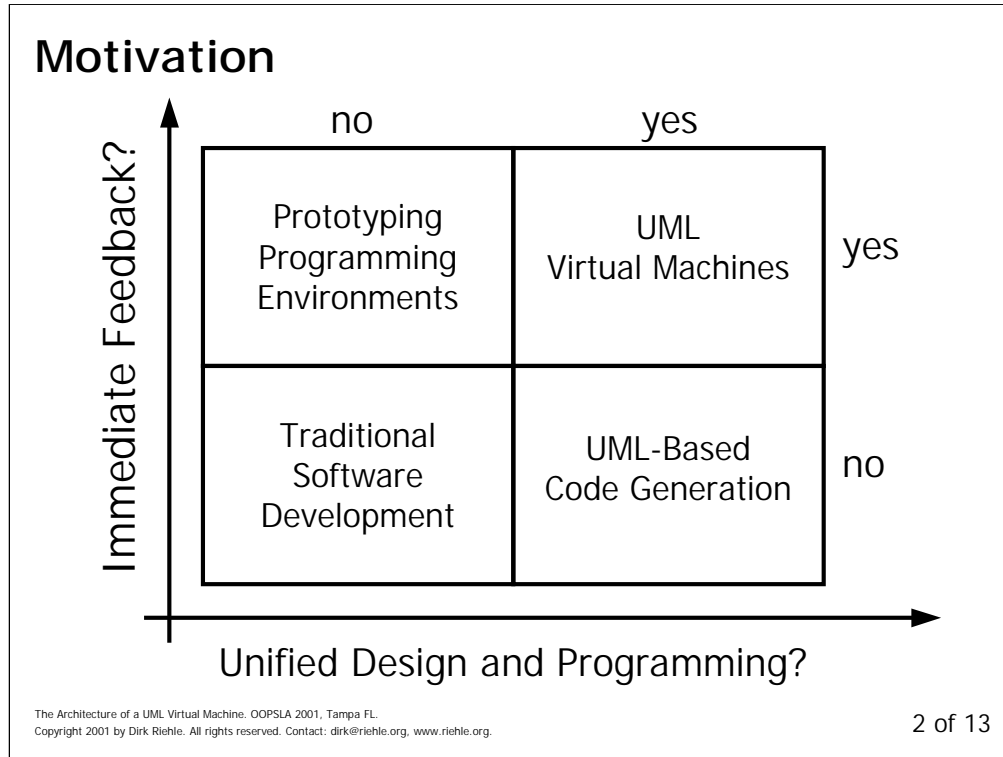 Motivation
no
yes
Immediate Feedback?
Prototyping
Programming
Environments
UML
Virtual Machines
yes
Traditional
Software
Development
UML-Based
Code Generation
no
Unified Design and Programming?
The Architecture of a UML Virtual Machine. OOPSLA 2001, Tampa FL.
Copyright 2001 by Dirk Riehle. All rights reserved. Contact: dirk@riehle.org, www.riehle.org.
2 of 13